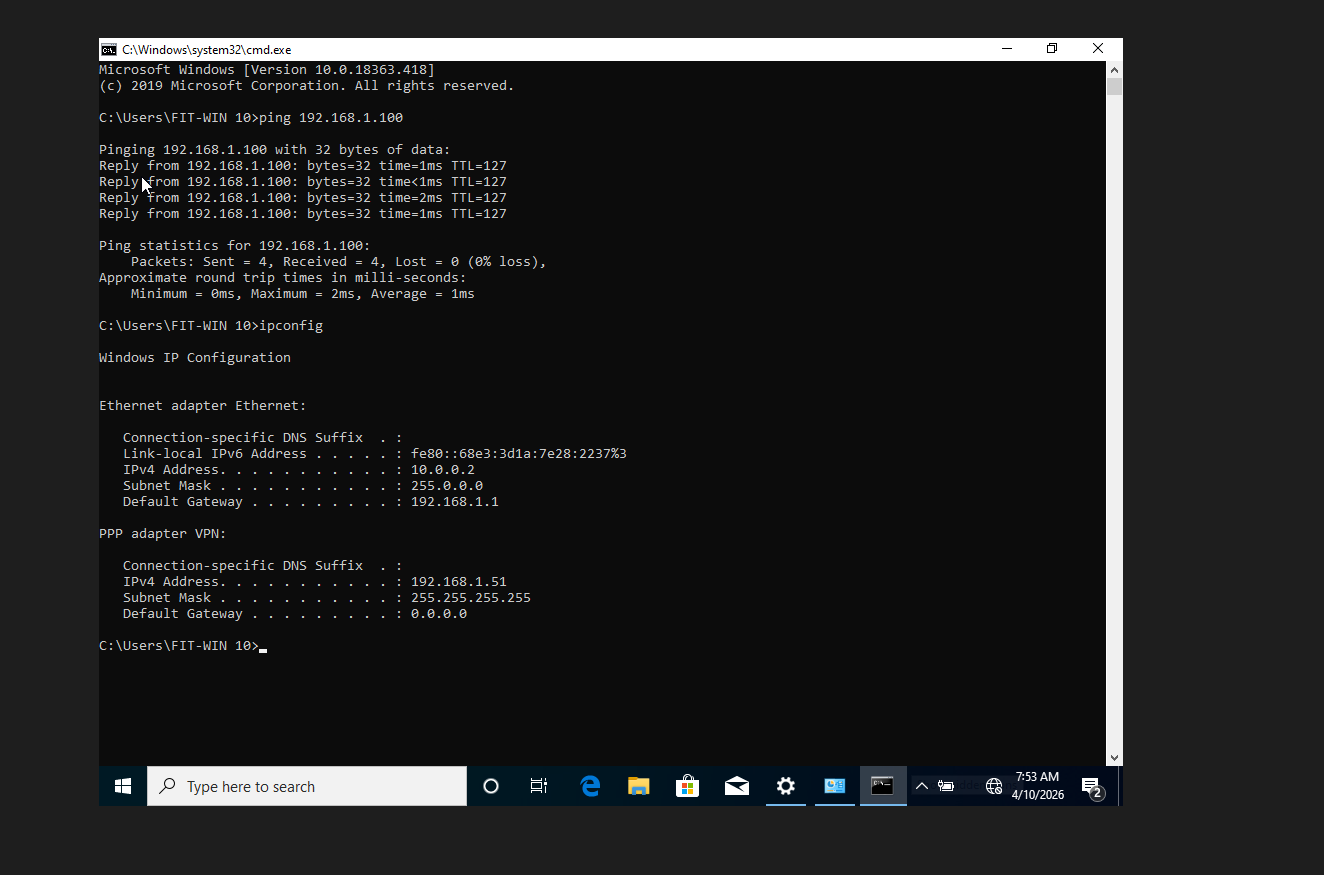 C:\Windows\system32\cmd.exe
Microsoft Windows [Version 10.0.18363.418]
(c) 2019 Microsoft Corporation. All rights reserved.
C:\Users\FIT-WIN 10>ping 192.168.1.100
Pinging 192.168.1.100 with 32 bytes of data:
Reply from 192.168.1.100: bytes=32 time=1ms TTL=127
Reply from 192.168.1.100: bytes=32 time<1ms TTL=127
Reply from 192.168.1.100: bytes=32 time=2ms TTL=127
Reply from 192.168.1.100: bytes=32 time=1ms TTL=127
Ping statistics for 192.168.1.100:
    Packets: Sent = 4, Received = 4, Lost = 0 (0% loss),
Approximate round trip times in milli-seconds:
    Minimum = 0ms, Maximum = 2ms, Average = 1ms
C:\Users\FIT-WIN 10>ipconfig
Windows IP Configuration
Ethernet adapter Ethernet:
   Connection-specific DNS Suffix  . :
   Link-local IPv6 Address . . . . . : fe80::68e3:3d1a:7e28:2237%3
   IPv4 Address. . . . . . . . . . . : 10.0.0.2
   Subnet Mask . . . . . . . . . . . : 255.0.0.0
   Default Gateway . . . . . . . . . : 192.168.1.1
PPP adapter VPN:
   Connection-specific DNS Suffix  . :
   IPv4 Address. . . . . . . . . . . : 192.168.1.51
   Subnet Mask . . . . . . . . . . . : 255.255.255.255
   Default Gateway . . . . . . . . . : 0.0.0.0
C:\Users\FIT-WIN 10>
Type here to search
7:53 AM
4/10/2026
2